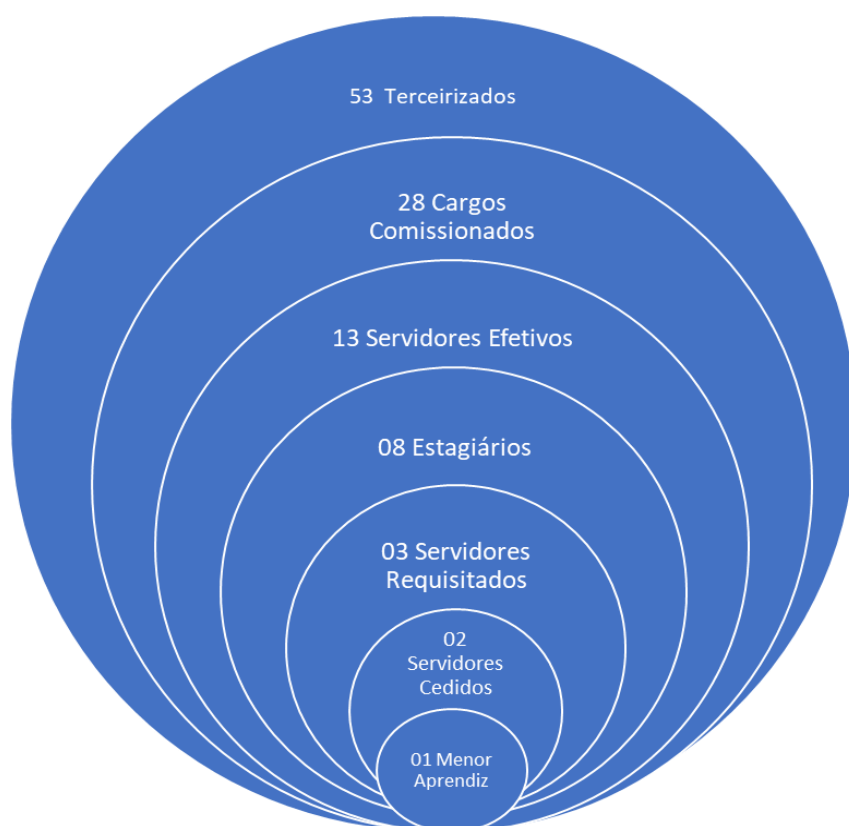 53 Terceirizados
28 Cargos
Comissionados
13 Servidores Efetivos
08 Estagiários
03 Servidores
Requisitados
02
Servidores
Cedidos
01 Menor
Aprendiz